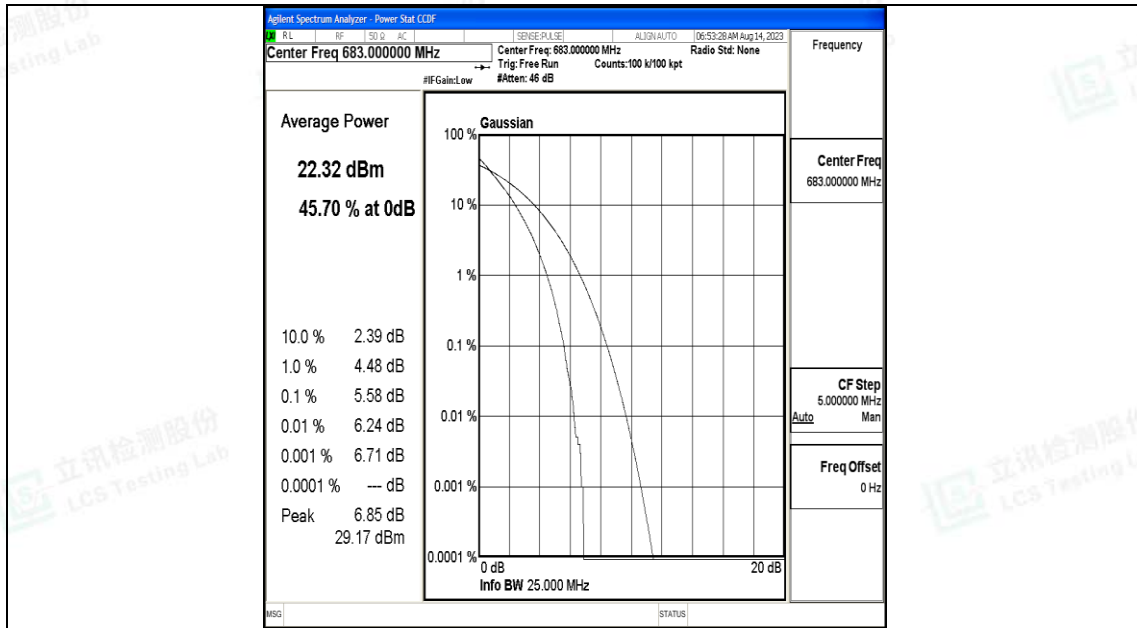 Agilent Spectrum Analyzer - Power Stat CCDF
RL RF 50 Ω AC SENSE:PULSE ALIGN AUTO 06:53:28 AM Aug 14, 2023
Center Freq 683.000000 MHz
Center Freq: 683.000000 MHz Radio Std: None
Trig: Free Run Counts:100 k/100 kpt
#IFGain:Low #Atten: 46 dB
Frequency
Average Power
22.32 dBm
45.70 % at 0dB
10.0 % 2.39 dB
1.0 % 4.48 dB
0.1 % 5.58 dB
0.01 % 6.24 dB
0.001 % 6.71 dB
0.0001 % --- dB
Peak 6.85 dB
29.17 dBm
Gaussian
100 %
10 %
1 %
0.1 %
0.01 %
0.001 %
0.0001 %
0 dB 20 dB
Info BW 25.000 MHz
Center Freq
683.000000 MHz
CF Step
5.000000 MHz
Auto Man
Freq Offset
0 Hz
MSG STATUS
立讯检测股份
LCS Testing Lab
立讯检测股份